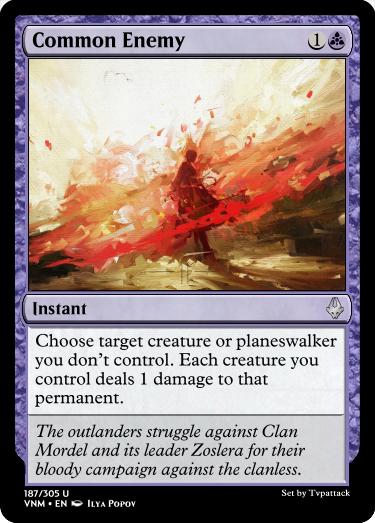 Common Enemy 1
Instant
Choose target creature or planeswalker
you don't control. Each creature you
control deals 1 damage to that
permanent.
The outlanders struggle against Clan
Mordel and its leader Zoslera for their
bloody campaign against the clanless.
187/305 U
VNM • EN Ilya Popov
Set by Tvpattack